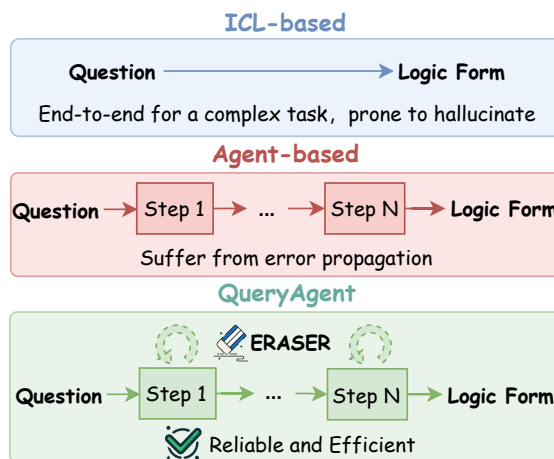 ICL-based
Question Logic Form
End-to-end for a complex task, prone to hallucinate
Agent-based
Question Step 1 ... Step N Logic Form
Suffer from error propagation
QueryAgent
ERASER
Question Step 1 ... Step N Logic Form
Reliable and Efficient